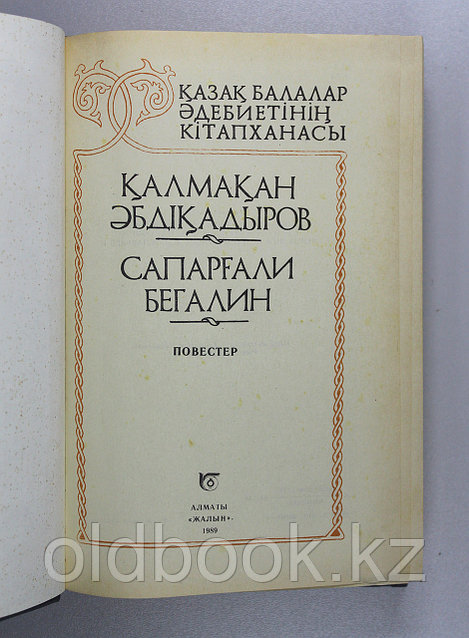 ҚАЗАҚ БАЛАЛАР
ӘДЕБИЕТІНІҢ
КІТАПХАНАСЫ
ҚАЛМАҚАН
ӘБДІҚАДЫРОВ
САПАРҒАЛИ
БЕГАЛИН
ПОВЕСТЕР
АЛМАТЫ
«ЖАЛЫН»
1989
oldbook.kz